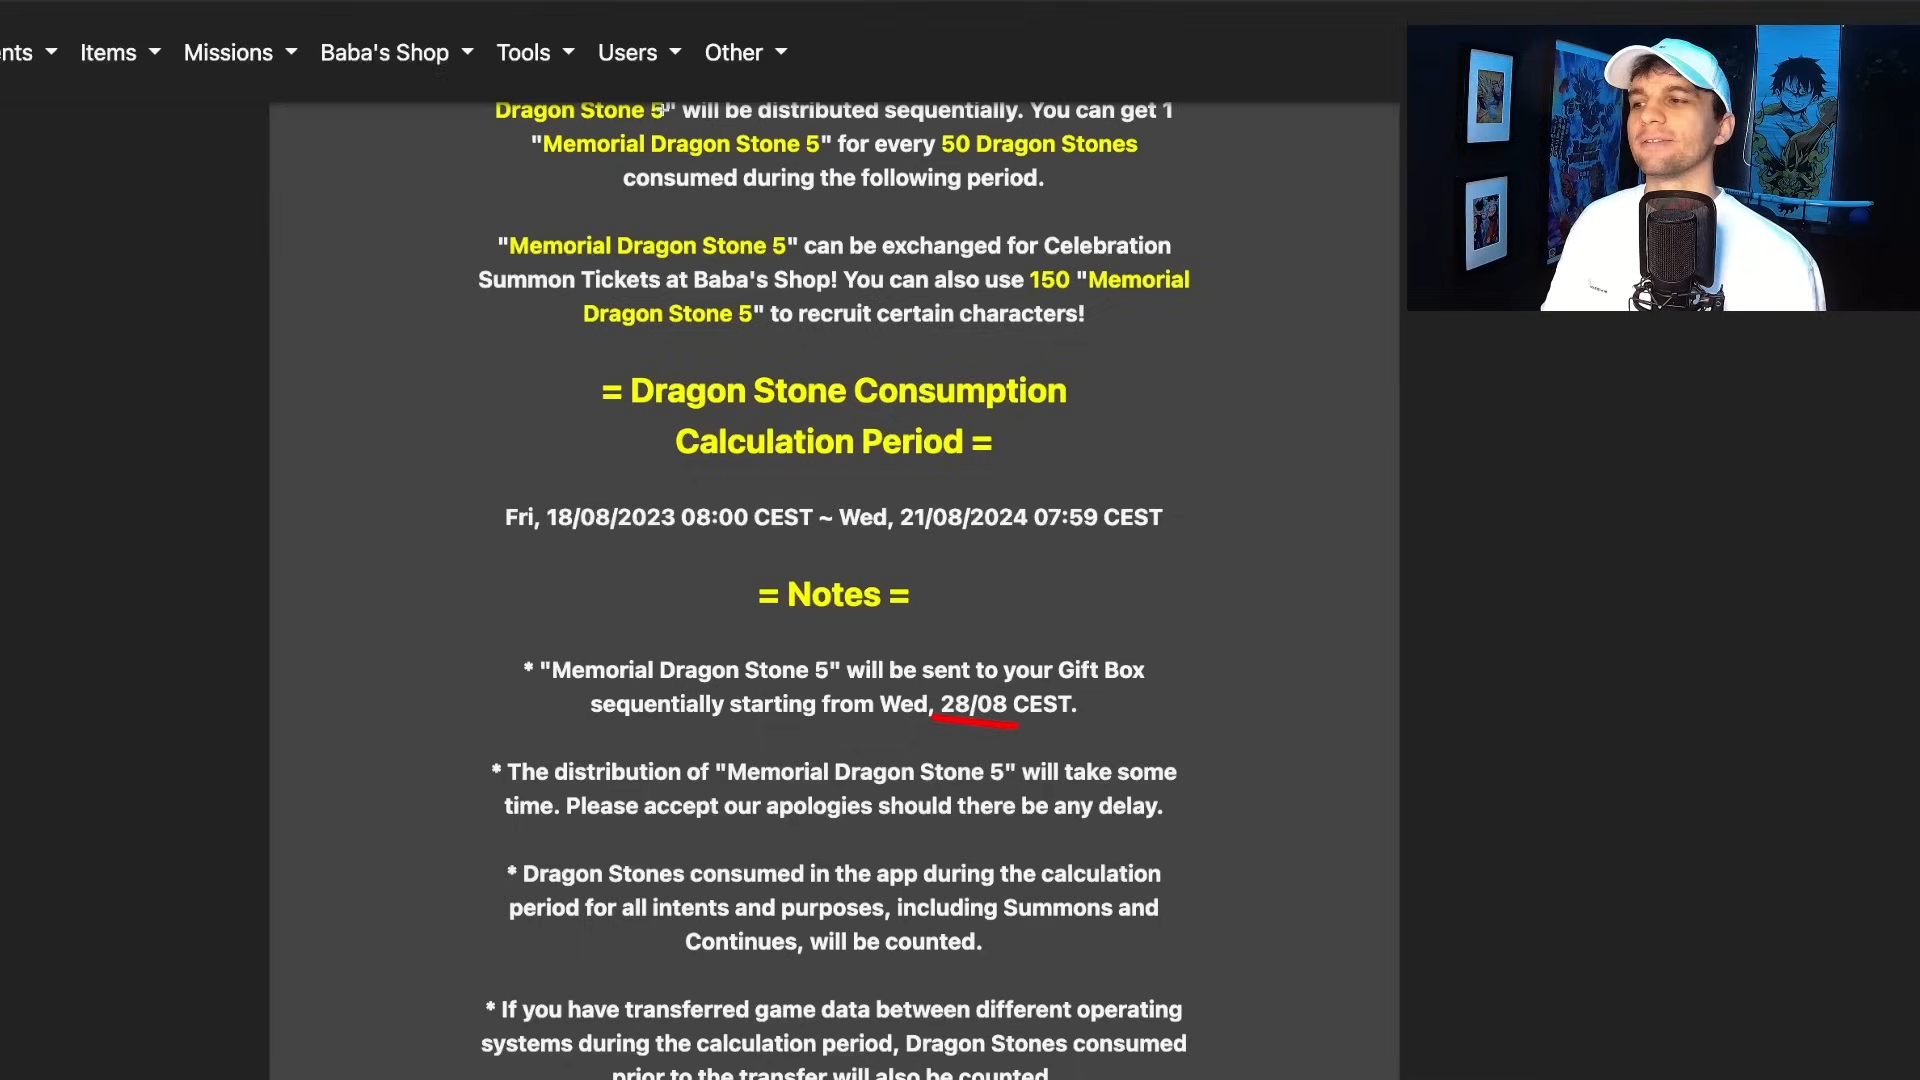 Items Missions Baba's Shop Tools Users Other
Dragon Stone 5" will be distributed sequentially. You can get 1
"Memorial Dragon Stone 5" for every 50 Dragon Stones
consumed during the following period.
"Memorial Dragon Stone 5" can be exchanged for Celebration
Summon Tickets at Baba's Shop! You can also use 150 "Memorial
Dragon Stone 5" to recruit certain characters!
= Dragon Stone Consumption
Calculation Period =
Fri, 18/08/2023 08:00 CEST ~ Wed, 21/08/2024 07:59 CEST
= Notes =
* "Memorial Dragon Stone 5" will be sent to your Gift Box
sequentially starting from Wed, 28/08 CEST.
* The distribution of "Memorial Dragon Stone 5" will take some
time. Please accept our apologies should there be any delay.
* Dragon Stones consumed in the app during the calculation
period for all intents and purposes, including Summons and
Continues, will be counted.
* If you have transferred game data between different operating
systems during the calculation period, Dragon Stones consumed
prior to the transfer will also be counted